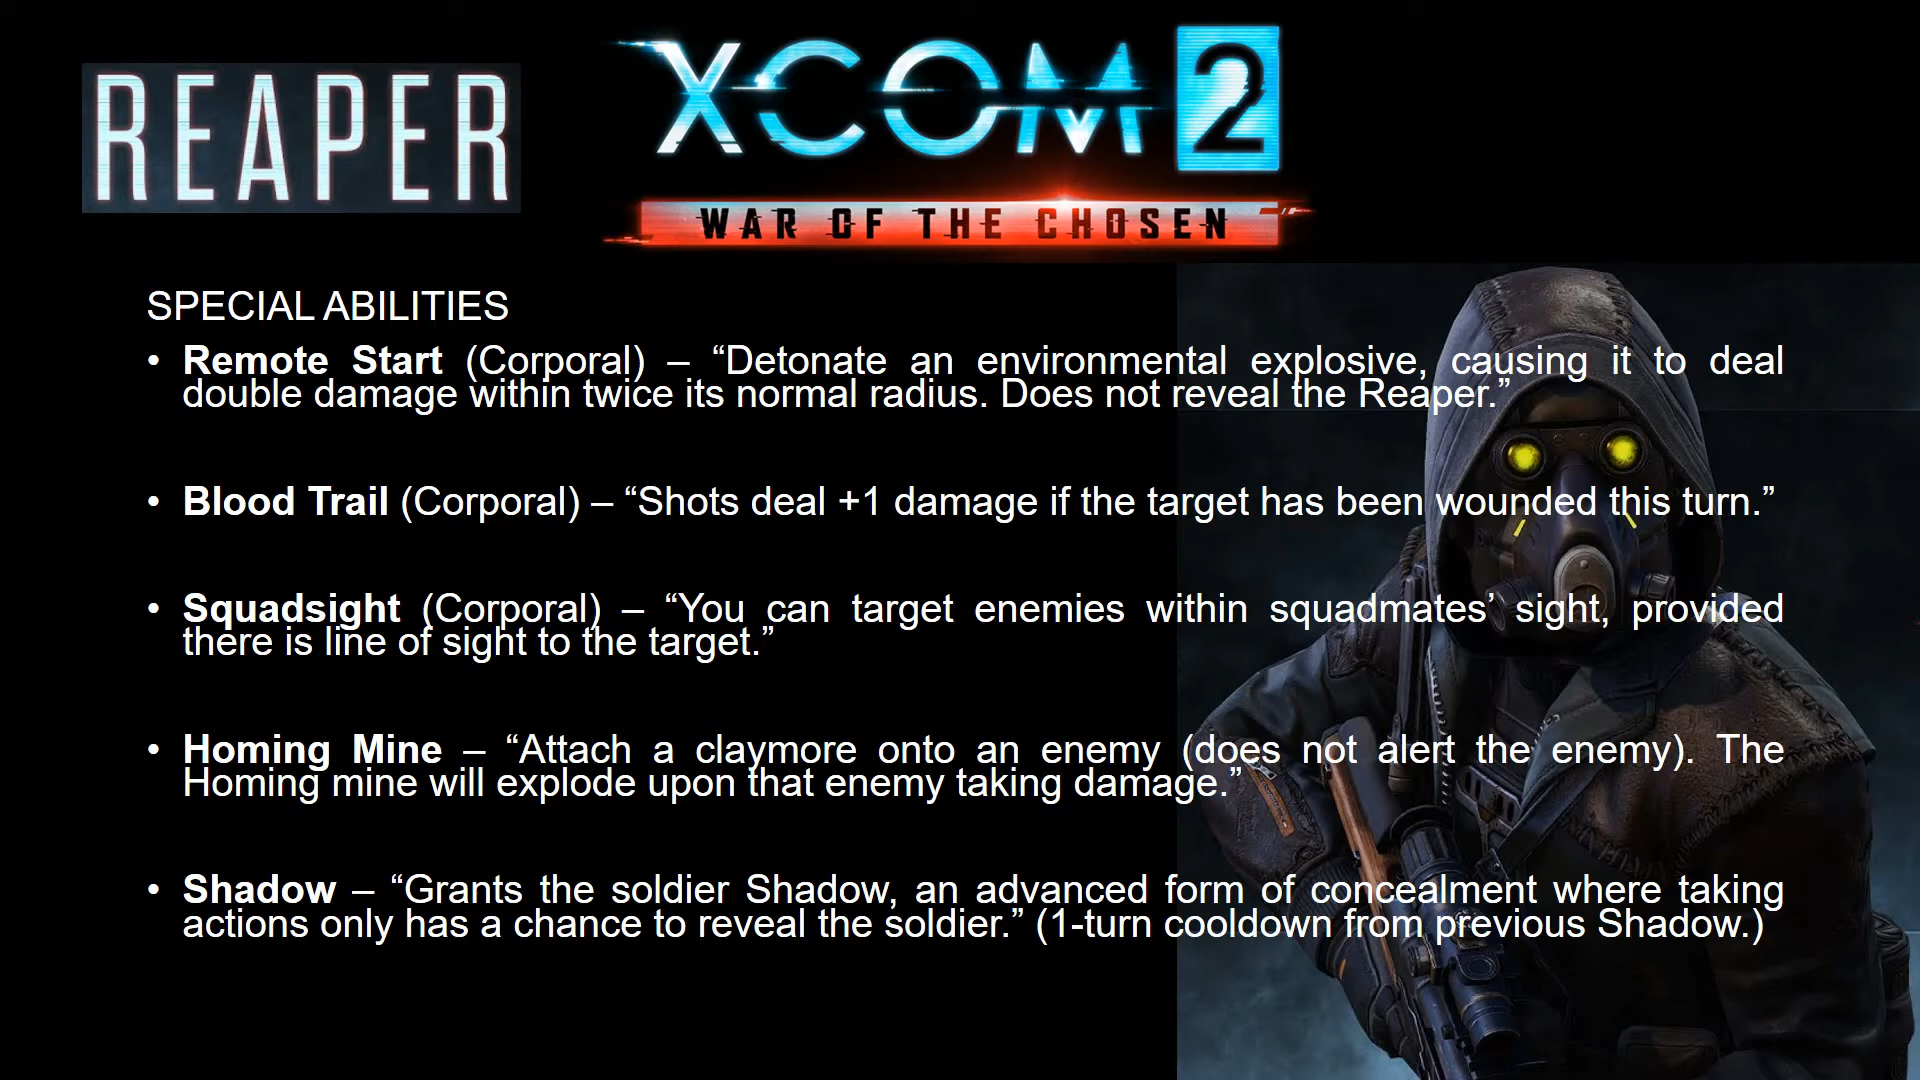 REAPER
XCOM 2
WAR OF THE CHOSEN
SPECIAL ABILITIES
• Remote Start (Corporal) – “Detonate an environmental explosive, causing it to deal
double damage within twice its normal radius. Does not reveal the Reaper.”
• Blood Trail (Corporal) – “Shots deal +1 damage if the target has been wounded this turn.”
• Squadsight (Corporal) – “You can target enemies within squadmates’ sight, provided
there is line of sight to the target.”
• Homing Mine – “Attach a claymore onto an enemy (does not alert the enemy). The
Homing mine will explode upon that enemy taking damage.”
• Shadow – “Grants the soldier Shadow, an advanced form of concealment where taking
actions only has a chance to reveal the soldier.” (1-turn cooldown from previous Shadow.)